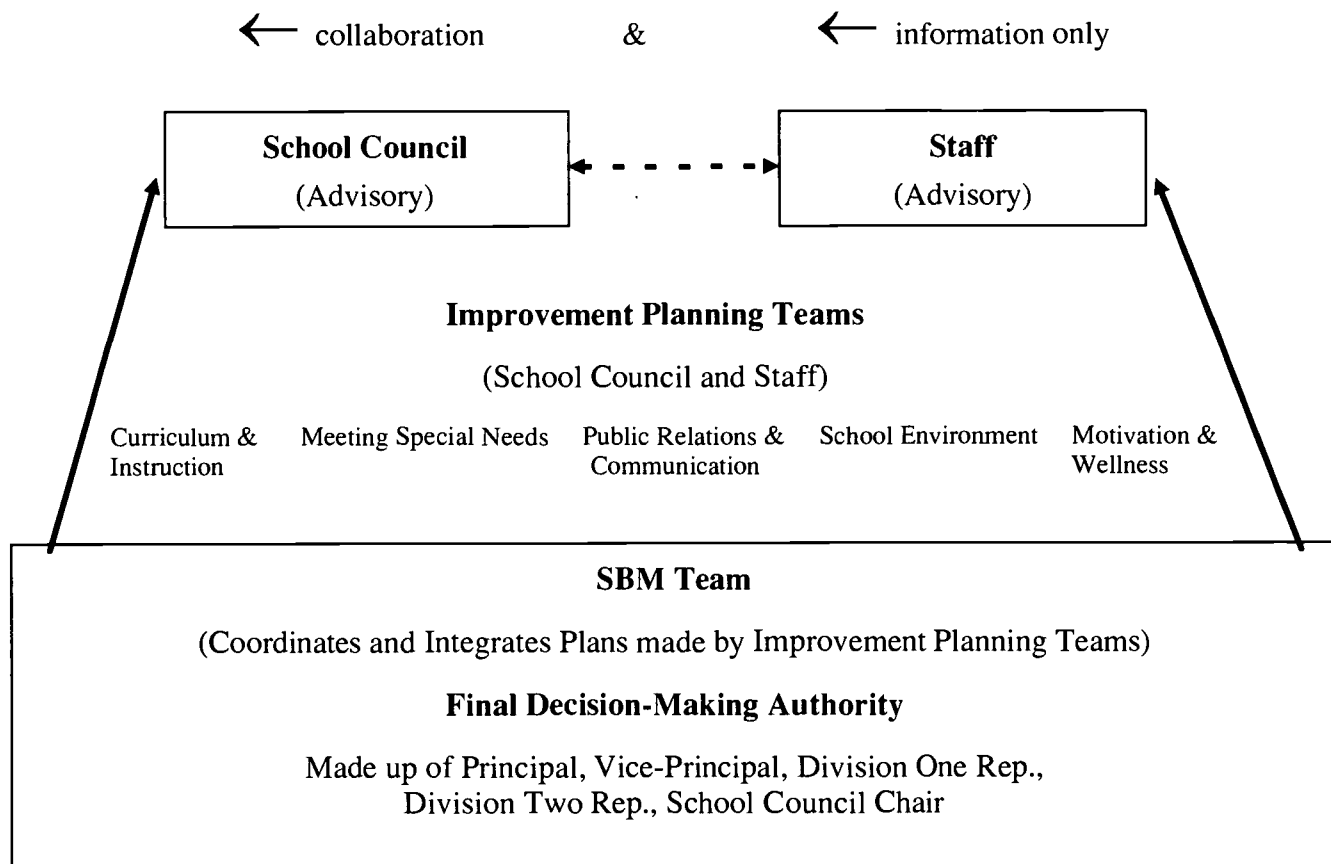 ← collaboration & ← information only
School Council
(Advisory)
Staff
(Advisory)
Improvement Planning Teams
(School Council and Staff)
Curriculum &
Instruction
Meeting Special Needs
Public Relations &
Communication
School Environment
Motivation &
Wellness
SBM Team
(Coordinates and Integrates Plans made by Improvement Planning Teams)
Final Decision-Making Authority
Made up of Principal, Vice-Principal, Division One Rep.,
Division Two Rep., School Council Chair